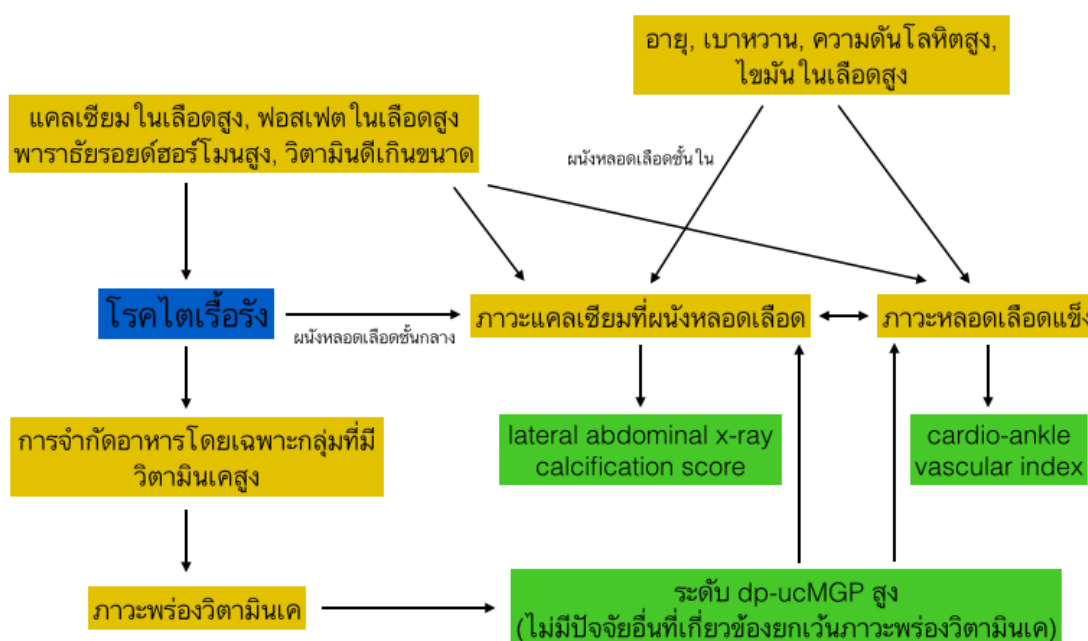 อายุ, เบาหวาน, ความดันโลหิตสูง,
ไขมันในเลือดสูง
แคลเซียมในเลือดสูง, ฟอสเฟตในเลือดสูง
พาราธัยรอยด์ฮอร์โมนสูง, วิตามินดีเกินขนาด
ผนังหลอดเลือดชั้นใน
โรคไตเรื้อรัง
ผนังหลอดเลือดชั้นกลาง
ภาวะแคลเซียมที่ผนังหลอดเลือด
ภาวะหลอดเลือดแข็ง
การจำกัดอาหารโดยเฉพาะกลุ่มที่มี
วิตามินเคสูง
lateral abdominal x-ray
calcification score
cardio-ankle
vascular index
ภาวะพร่องวิตามินเค
ระดับ dp-ucMGP สูง
(ไม่มีปัจจัยอื่นที่เกี่ยวข้องยกเว้นภาวะพร่องวิตามินเค)